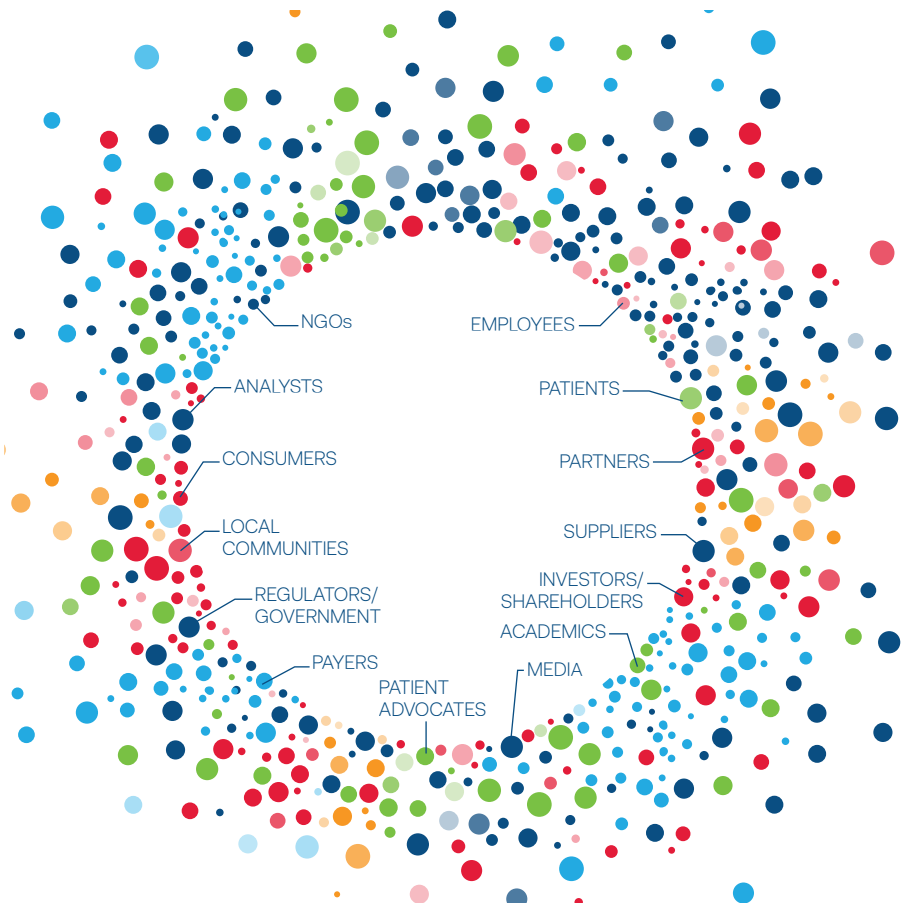 NGOs
EMPLOYEES
ANALYSTS
PATIENTS
CONSUMERS
PARTNERS
LOCAL
COMMUNITIES
SUPPLIERS
REGULATORS/
GOVERNMENT
INVESTORS/
SHAREHOLDERS
ACADEMICS
PAYERS
MEDIA
PATIENT
ADVOCATES